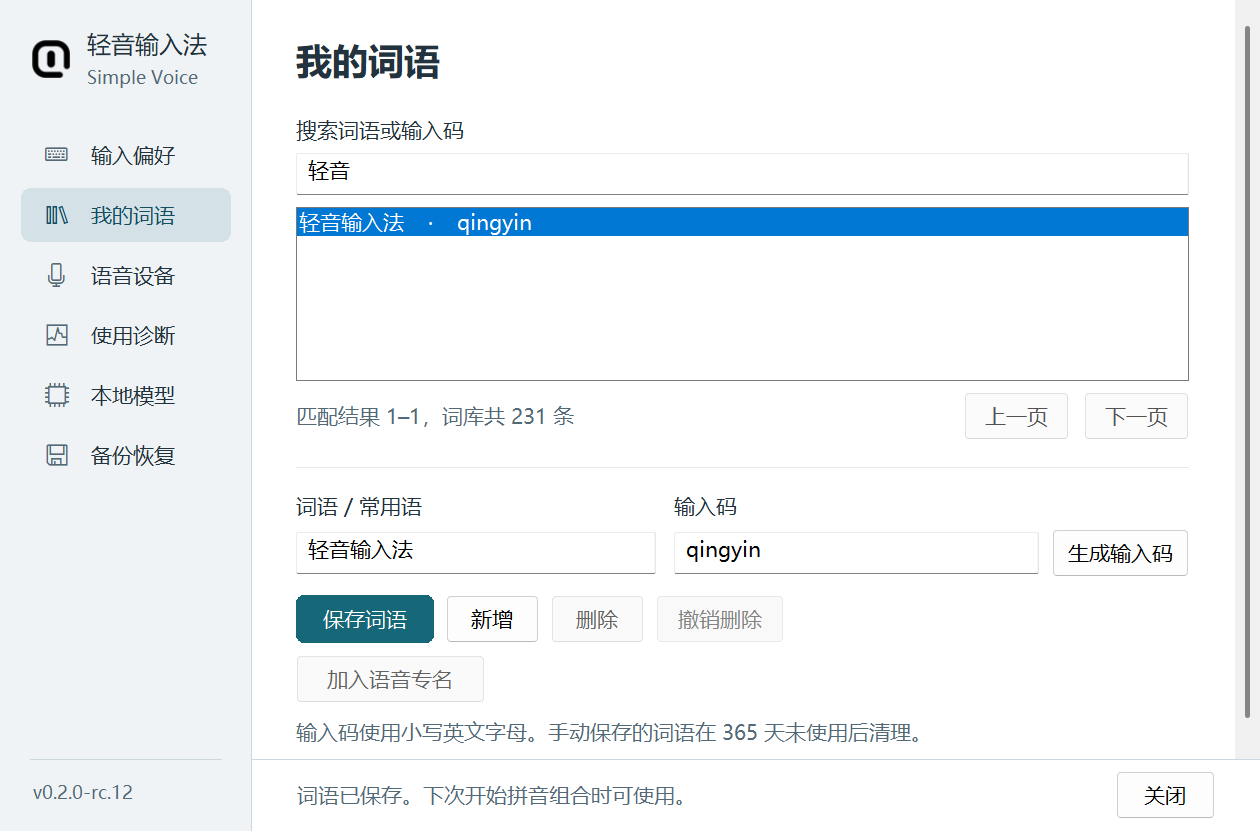 轻音输入法
Simple Voice
输入偏好
我的词语
语音设备
使用诊断
本地模型
备份恢复
v0.2.0-rc.12
我的词语
搜索词语或输入码
轻音
轻音输入法 · qingyin
匹配结果 1–1，词库共 231 条
上一页
下一页
词语 / 常用语
输入码
轻音输入法
qingyin
生成输入码
保存词语
新增
删除
撤销删除
加入语音专名
输入码使用小写英文字母。手动保存的词语在 365 天未使用后清理。
词语已保存。下次开始拼音组合时可使用。
关闭